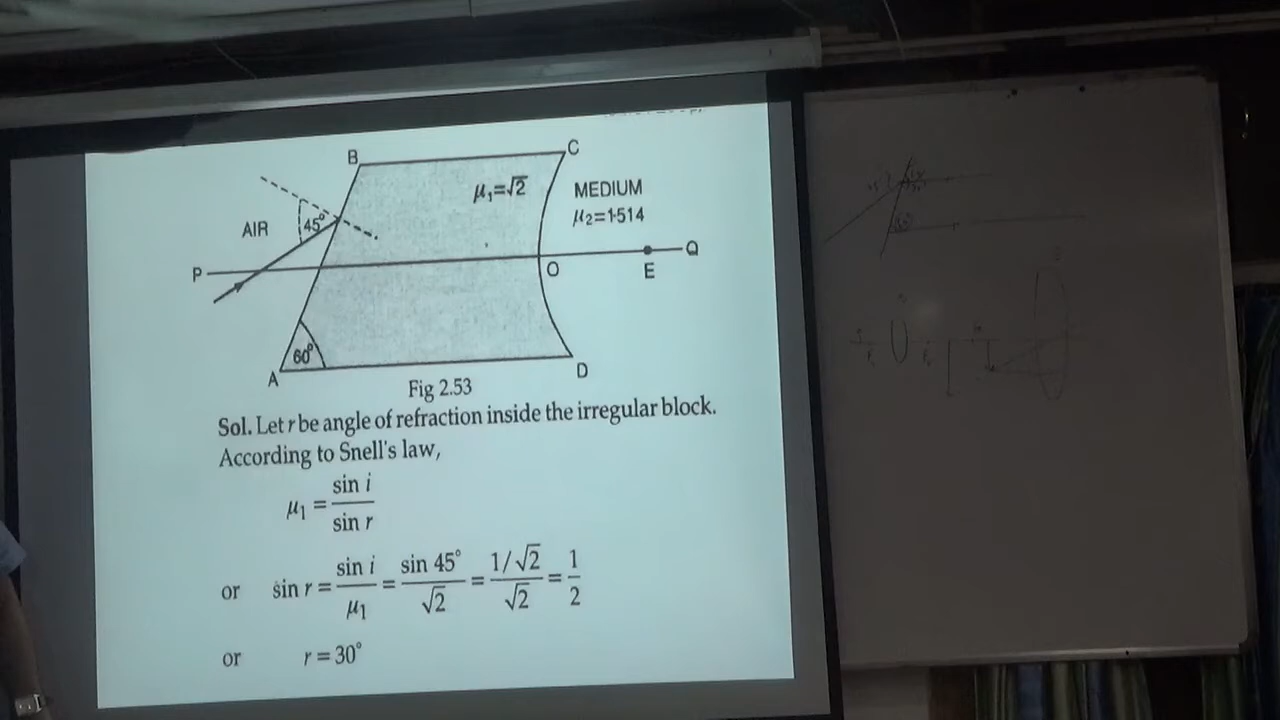 B
C
μ₁=√2
MEDIUM
μ₂=1·514
AIR
45°
P
O
E
Q
60°
A
D
Fig 2.53
Sol. Let r be angle of refraction inside the irregular block.
According to Snell's law,
μ₁ = sin i / sin r
or sin r = sin i / μ₁ = sin 45° / √2 = 1/√2 / √2 = 1/2
or r = 30°